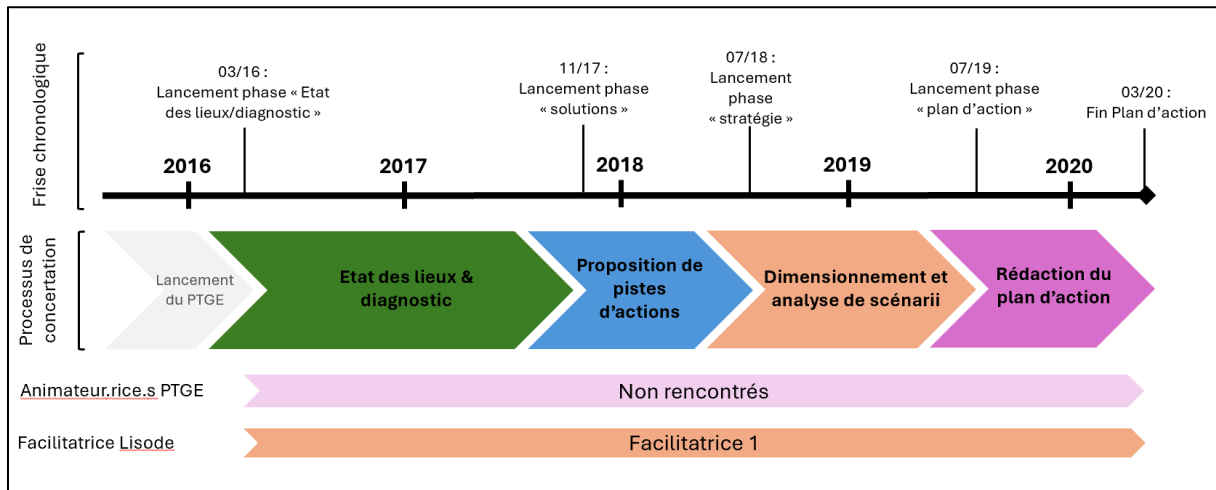 Frise chronologique
03/16 :
Lancement phase « Etat
des lieux/diagnostic »
11/17 :
Lancement phase
« solutions »
07/18 :
Lancement
phase
« stratégie »
07/19 :
Lancement phase
« plan d’action »
03/20 :
Fin Plan d’action
2016
2017
2018
2019
2020
Processus de
concertation
Lancement
du PTGE
Etat des lieux &
diagnostic
Proposition de
pistes
d’actions
Dimensionnement et
analyse de scénarii
Rédaction du
plan d’action
Animateur.rice.s PTGE
Non rencontrés
Facilitatrice Lisode
Facilitatrice 1